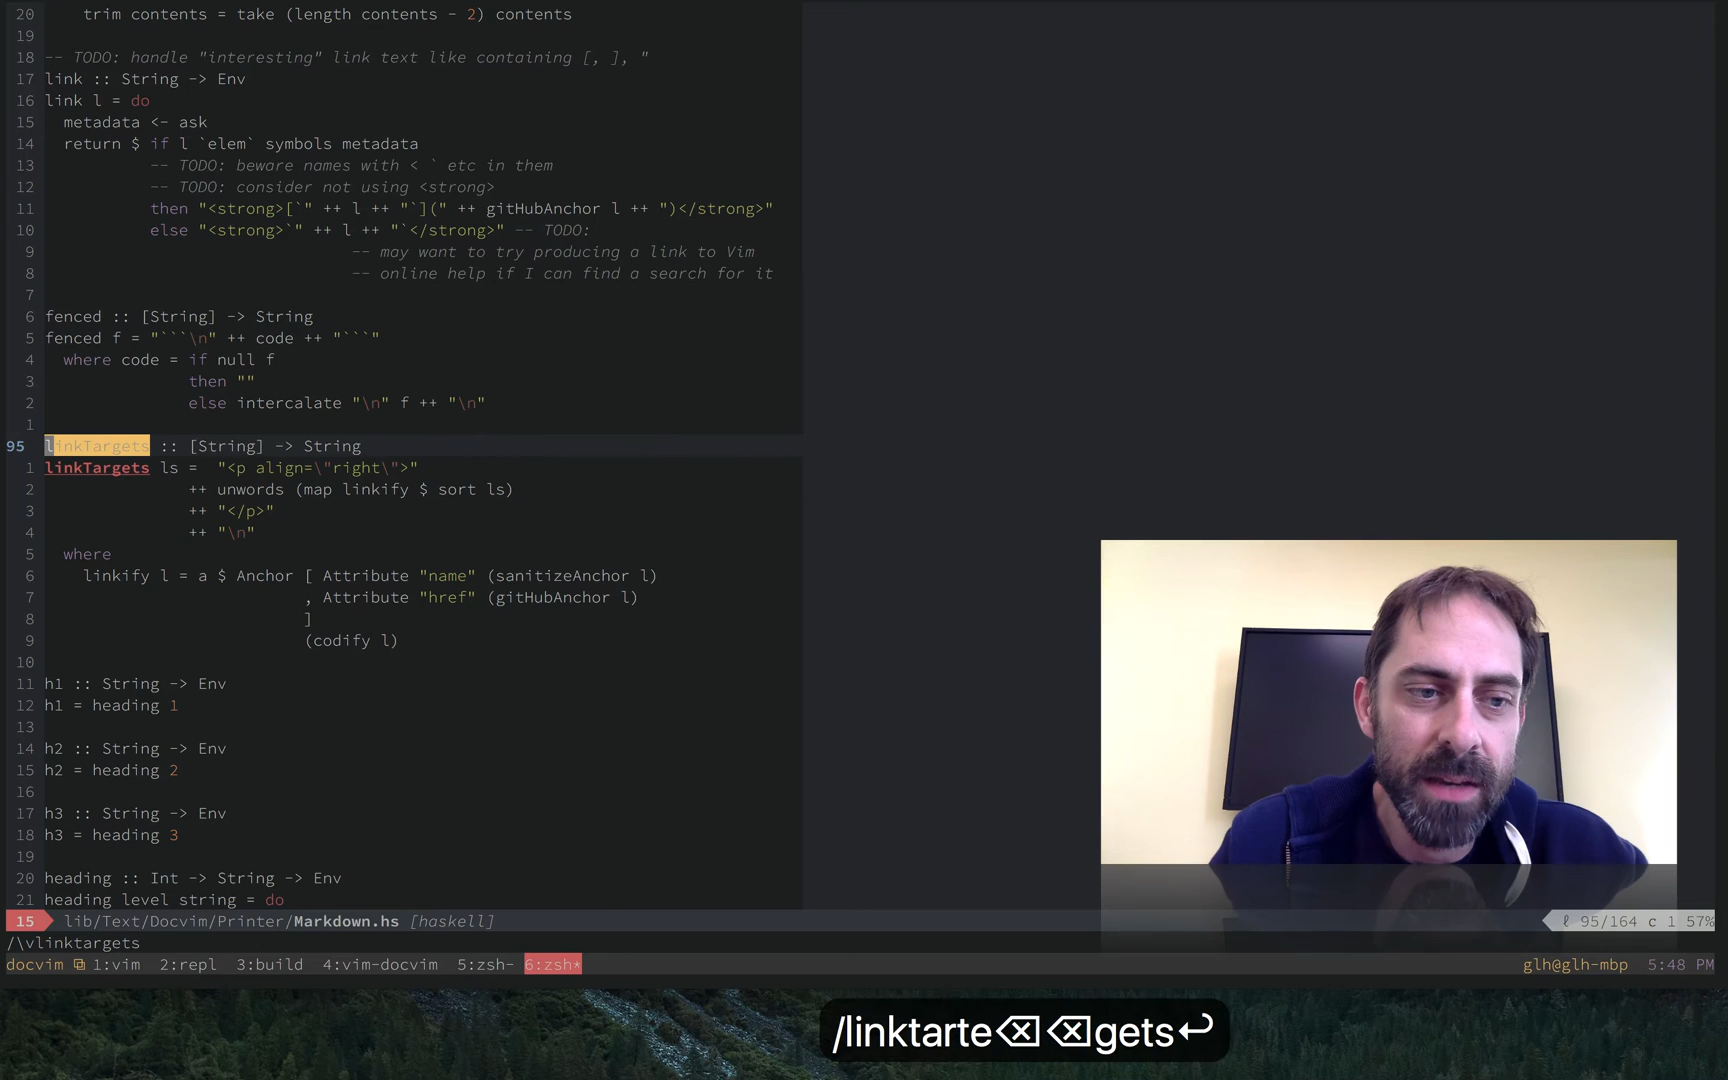 20     trim contents = take (length contents - 2) contents
19
18 -- TODO: handle "interesting" link text like containing [, ], "
17 link :: String -> Env
16 link l = do
15   metadata <- ask
14   return $ if l `elem` symbols metadata
13            -- TODO: beware names with < ` etc in them
12            -- TODO: consider not using <strong>
11            then "<strong>[`" ++ l ++ "`](" ++ gitHubAnchor l ++ ")</strong>"
10            else "<strong>`" ++ l ++ "`</strong>" -- TODO:
9                                  -- may want to try producing a link to Vim
8                                  -- online help if I can find a search for it
7
6 fenced :: [String] -> String
5 fenced f = "```\n" ++ code ++ "```"
4   where code = if null f
3                then ""
2                else intercalate "\n" f ++ "\n"
1
95 linkTargets :: [String] -> String
1 linkTargets ls =  "<p align=\"right\">"
2                ++ unwords (map linkify $ sort ls)
3                ++ "</p>"
4                ++ "\n"
5   where
6     linkify l = a $ Anchor [ Attribute "name" (sanitizeAnchor l)
7                            , Attribute "href" (gitHubAnchor l)
8                            ]
9                            (codify l)
10
11 h1 :: String -> Env
12 h1 = heading 1
13
14 h2 :: String -> Env
15 h2 = heading 2
16
17 h3 :: String -> Env
18 h3 = heading 3
19
20 heading :: Int -> String -> Env
21 heading level string = do
15 lib/Text/Docvim/Printer/Markdown.hs [haskell] ℓ 95/164 c 1 57%
/\vlinktargets
docvim 1:vim 2:repl 3:build 4:vim-docvim 5:zsh- 6:zsh* glh@glh-mbp 5:48 PM
/linktarte⌫⌫gets↩